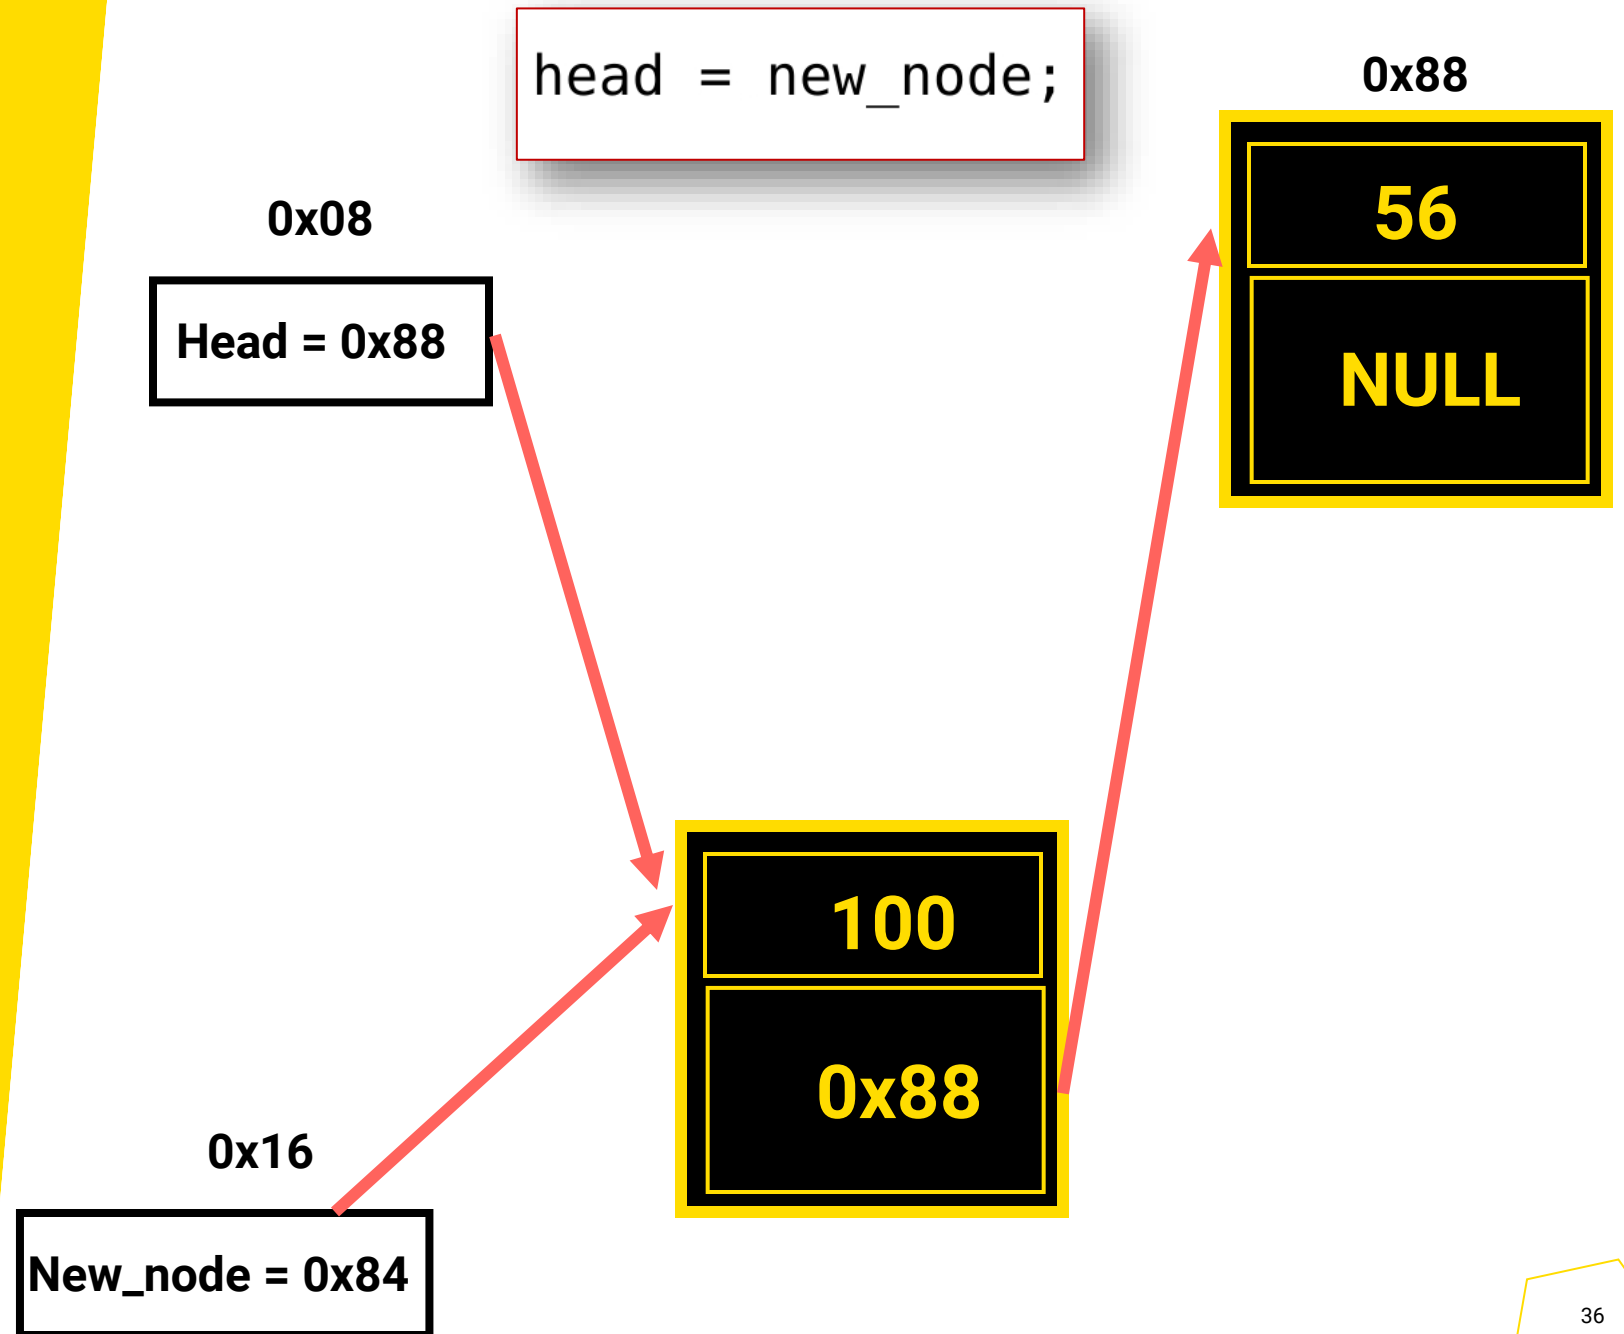 head = new_node;
0x88
56
NULL
0x08
Head = 0x88
100
0x88
0x16
New_node = 0x84
36